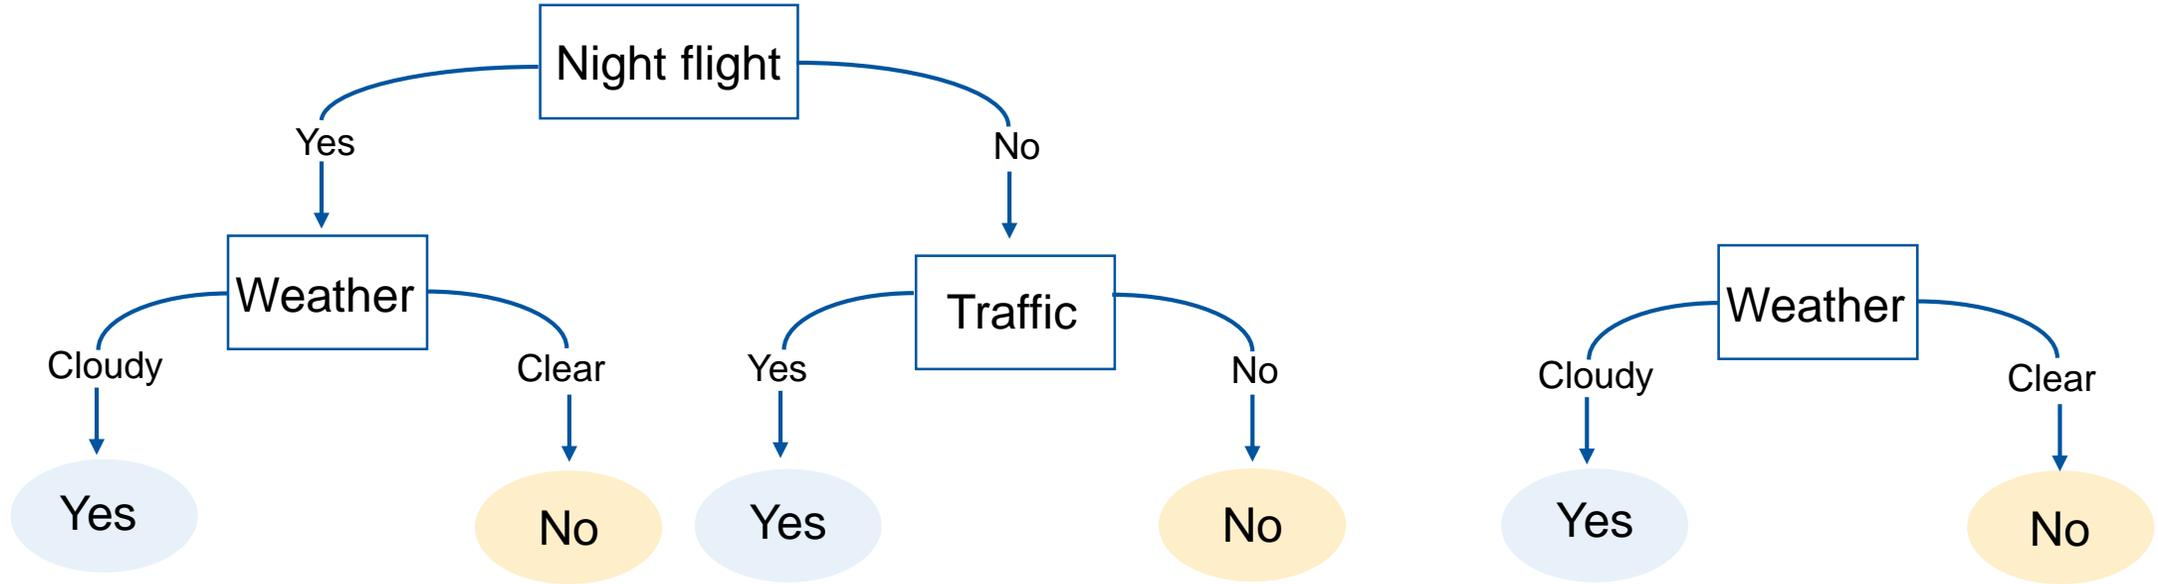 Night flight
Yes
No
Weather
Traffic
Weather
Cloudy
Clear
Yes
No
Cloudy
Clear
Yes
No
Yes
No
Yes
No